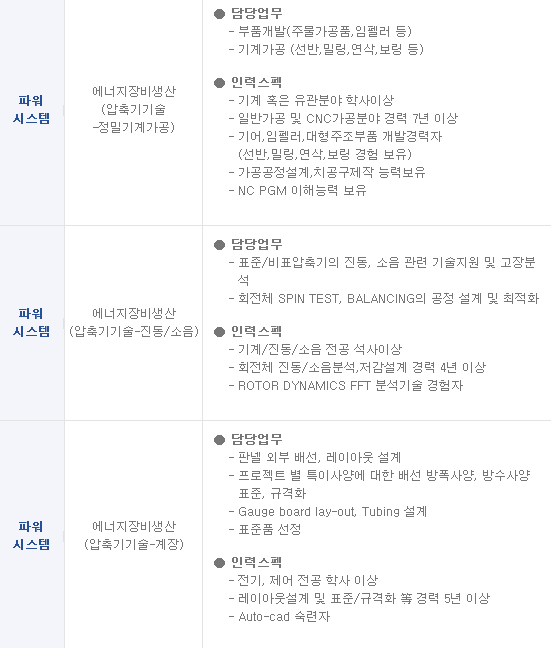 파워
시스템
에너지장비생산
(압축기기술
-정밀기계가공)
● 담당업무
- 부품개발(주물가공품,임펠러 등)
- 기계가공 (선반,밀링,연삭,보링 등)
● 인력스펙
- 기계 혹은 유관분야 학사이상
- 일반가공 및 CNC가공분야 경력 7년 이상
- 기어,임펠러,대형주조부품 개발경력자
(선반,밀링,연삭,보링 경험 보유)
- 가공공정설계,치공구제작 능력보유
- NC PGM 이해능력 보유
파워
시스템
에너지장비생산
(압축기기술-진동/소음)
● 담당업무
- 표준/비표압축기의 진동, 소음 관련 기술지원 및 고장분
석
- 회전체 SPIN TEST, BALANCING의 공정 설계 및 최적화
● 인력스펙
- 기계/진동/소음 전공 석사이상
- 회전체 진동/소음분석,저감설계 경력 4년 이상
- ROTOR DYNAMICS FFT 분석기술 경험자
파워
시스템
에너지장비생산
(압축기기술-계장)
● 담당업무
- 판넬 외부 배선, 레이아웃 설계
- 프로젝트 별 특이사양에 대한 배선 방폭사양, 방수사양
표준, 규격화
- Gauge board lay-out, Tubing 설계
- 표준품 선정
● 인력스펙
- 전기, 제어 전공 학사 이상
- 레이아웃설계 및 표준/규격화 等 경력 5년 이상
- Auto-cad 숙련자